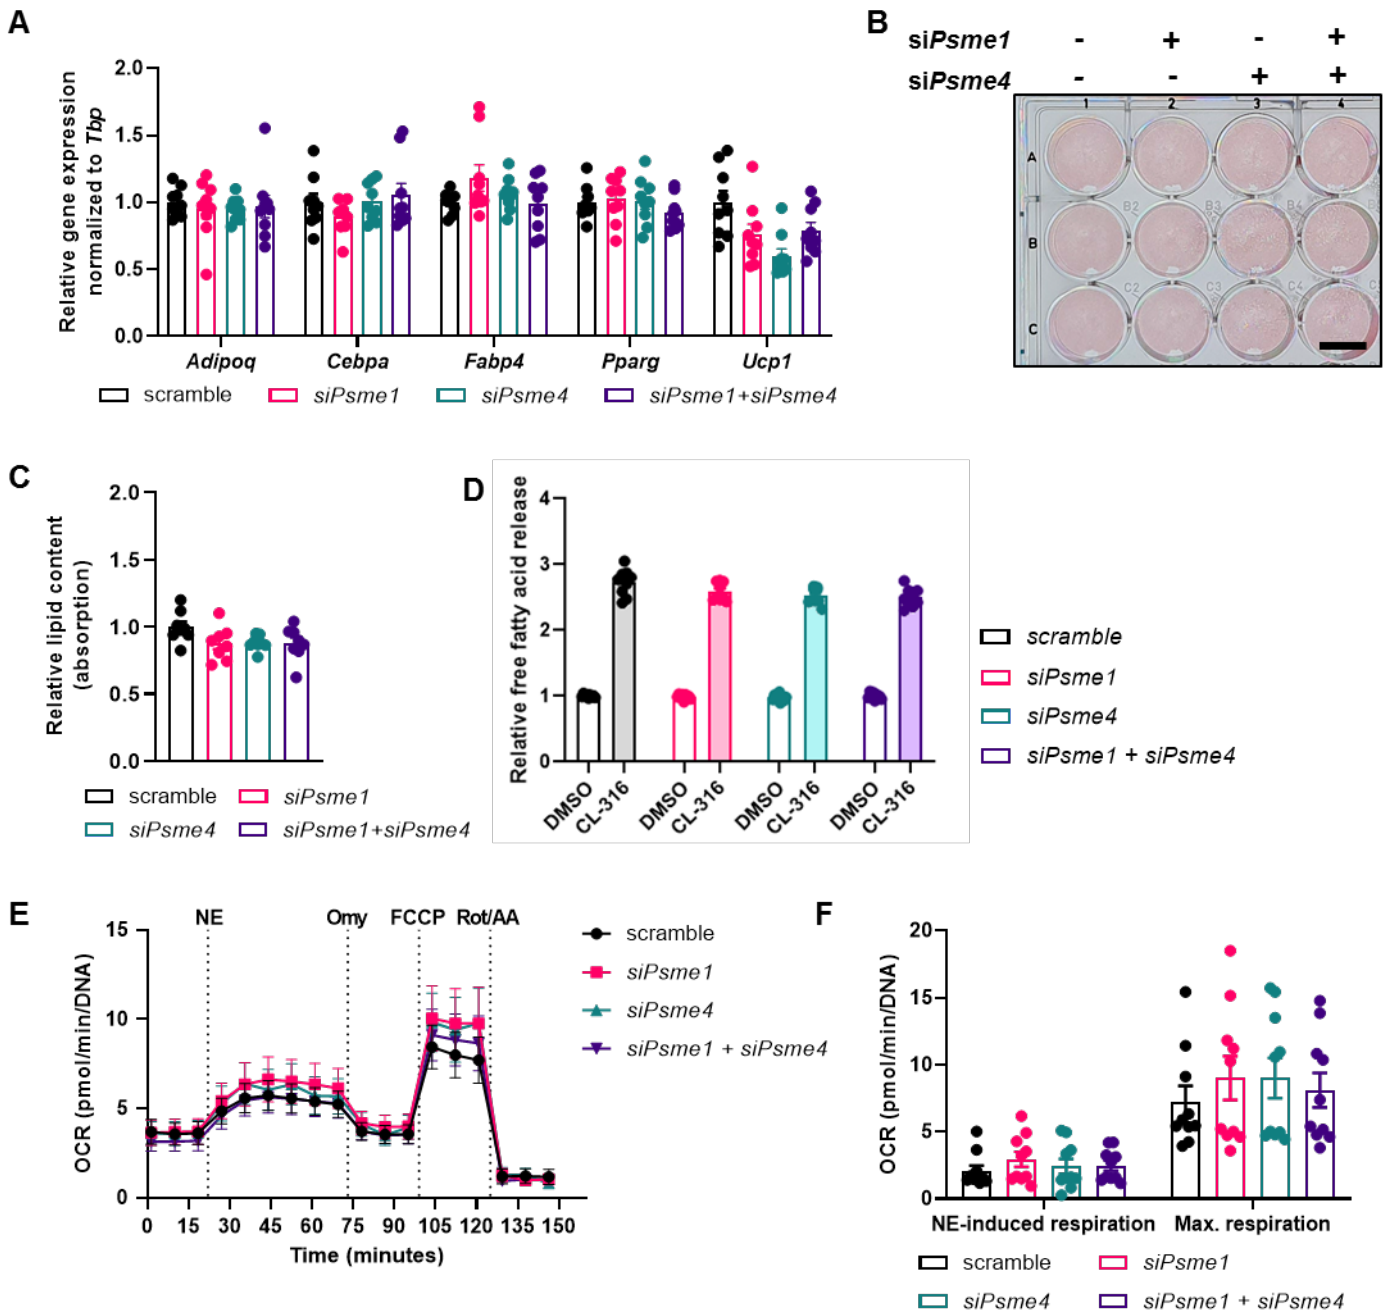 A
Relative gene expression
normalized to Tbp
2.0
1.5
1.0
0.5
0.0
Adipoq Cebpa Fabp4 Pparg Ucp1
scramble siPsme1 siPsme4 siPsme1+siPsme4
B
siPsme1 - + - +
siPsme4 - - + +
1 2 3 4
A
B2 B3 B4
B
C2 C3 C4
C
C
Relative lipid content
(absorption)
2.0
1.5
1.0
0.5
0.0
scramble siPsme1
siPsme4 siPsme1+siPsme4
D
Relative free fatty acid release
4
3
2
1
0
DMSO CL-316 DMSO CL-316 DMSO CL-316 DMSO CL-316
scramble
siPsme1
siPsme4
siPsme1 + siPsme4
E
NE Omy FCCP Rot/AA
OCR (pmol/min/DNA)
15
10
5
0
0 15 30 45 60 75 90 105 120 135 150
Time (minutes)
scramble
siPsme1
siPsme4
siPsme1 + siPsme4
F
OCR (pmol/min/DNA)
20
15
10
5
0
NE-induced respiration Max. respiration
scramble siPsme1
siPsme4 siPsme1 + siPsme4